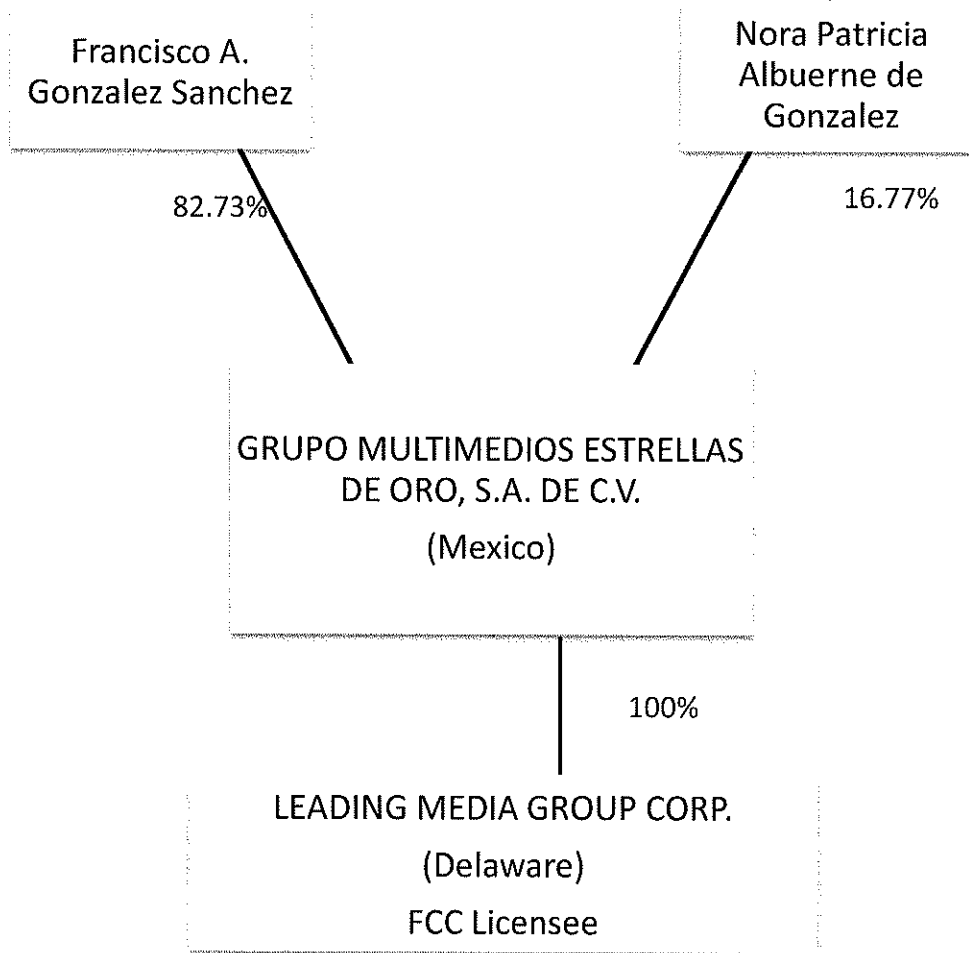 Francisco A.
Gonzalez Sanchez
Nora Patricia
Albuerne de
Gonzalez
82.73%
16.77%
GRUPO MULTIMEDIOS ESTRELLAS
DE ORO, S.A. DE C.V.
(Mexico)
100%
LEADING MEDIA GROUP CORP.
(Delaware)
FCC Licensee